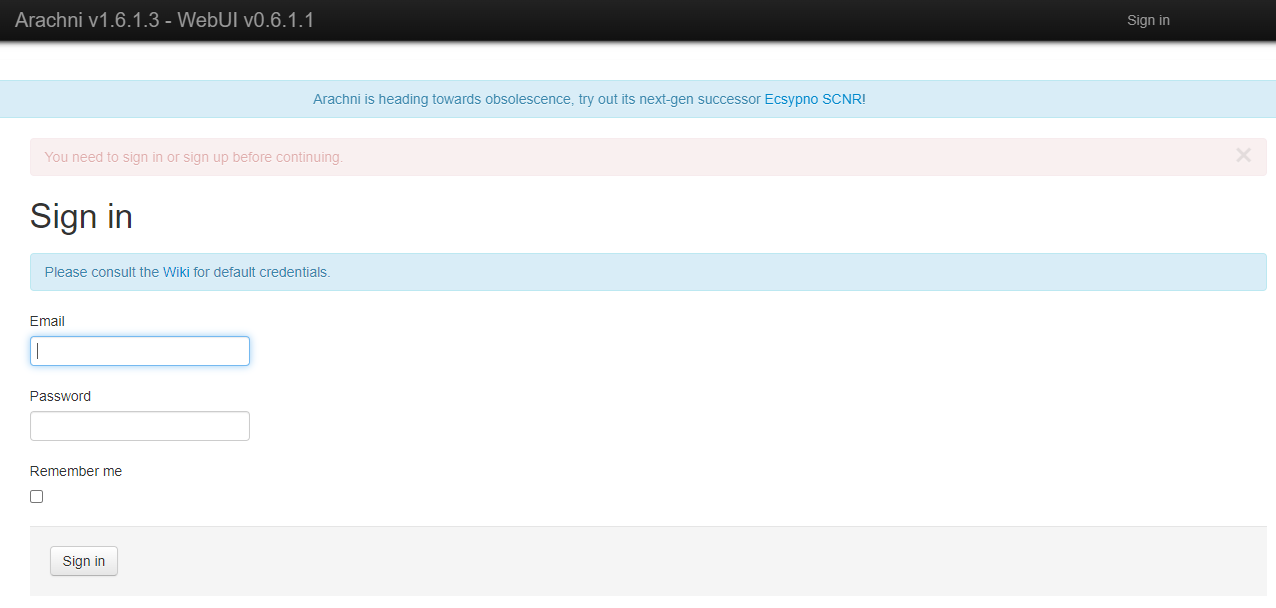 Arachni v1.6.1.3 - WebUI v0.6.1.1 Sign in
Arachni is heading towards obsolescence, try out its next-gen successor Ecsypno SCNR!
You need to sign in or sign up before continuing. ×
Sign in
Please consult the Wiki for default credentials.
Email
Password
Remember me
Sign in